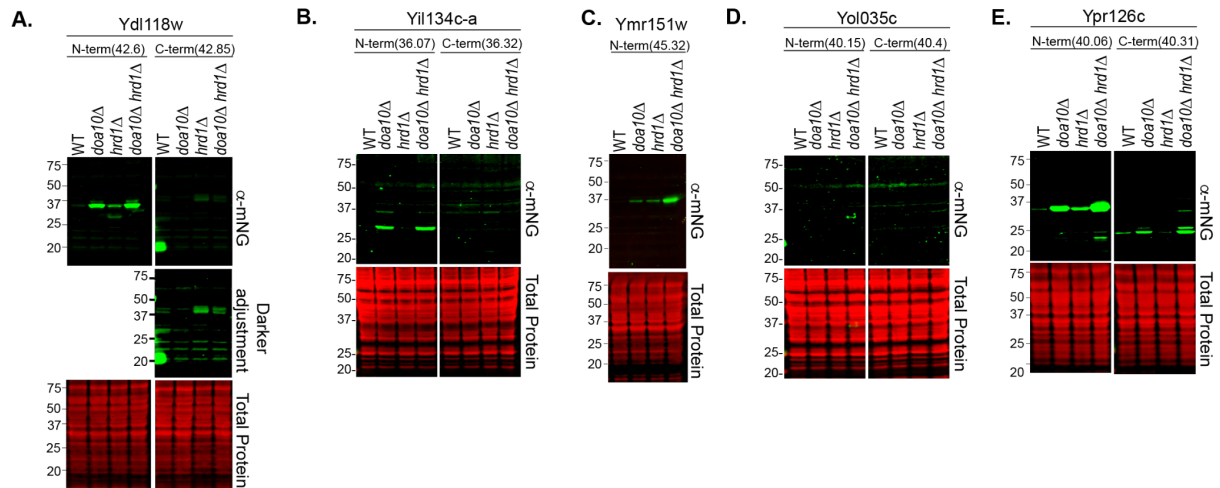 A.
Ydl118w
N-term(42.6) C-term(42.85)
WT doa10Δ hrd1Δ doa10Δ hrd1Δ WT doa10Δ hrd1Δ doa10Δ hrd1Δ
75
50
37
25
20
α-mNG
75
50
37
25
20
Darker adjustment
75
50
37
25
20
Total Protein
B.
Yil134c-a
N-term(36.07) C-term(36.32)
WT doa10Δ hrd1Δ doa10Δ hrd1Δ WT doa10Δ hrd1Δ doa10Δ hrd1Δ
75
50
37
25
20
α-mNG
75
50
37
25
20
Total Protein
C.
Ymr151w
N-term(45.32)
WT doa10Δ hrd1Δ doa10Δ hrd1Δ
75
50
37
25
20
α-mNG
75
50
37
25
20
Total Protein
D.
Yol035c
N-term(40.15) C-term(40.4)
WT doa10Δ hrd1Δ doa10Δ hrd1Δ WT doa10Δ hrd1Δ doa10Δ hrd1Δ
75
50
37
25
20
α-mNG
75
50
37
25
20
Total Protein
E.
Ypr126c
N-term(40.06) C-term(40.31)
WT doa10Δ hrd1Δ doa10Δ hrd1Δ WT doa10Δ hrd1Δ doa10Δ hrd1Δ
75
50
37
25
20
α-mNG
75
50
37
25
20
Total Protein